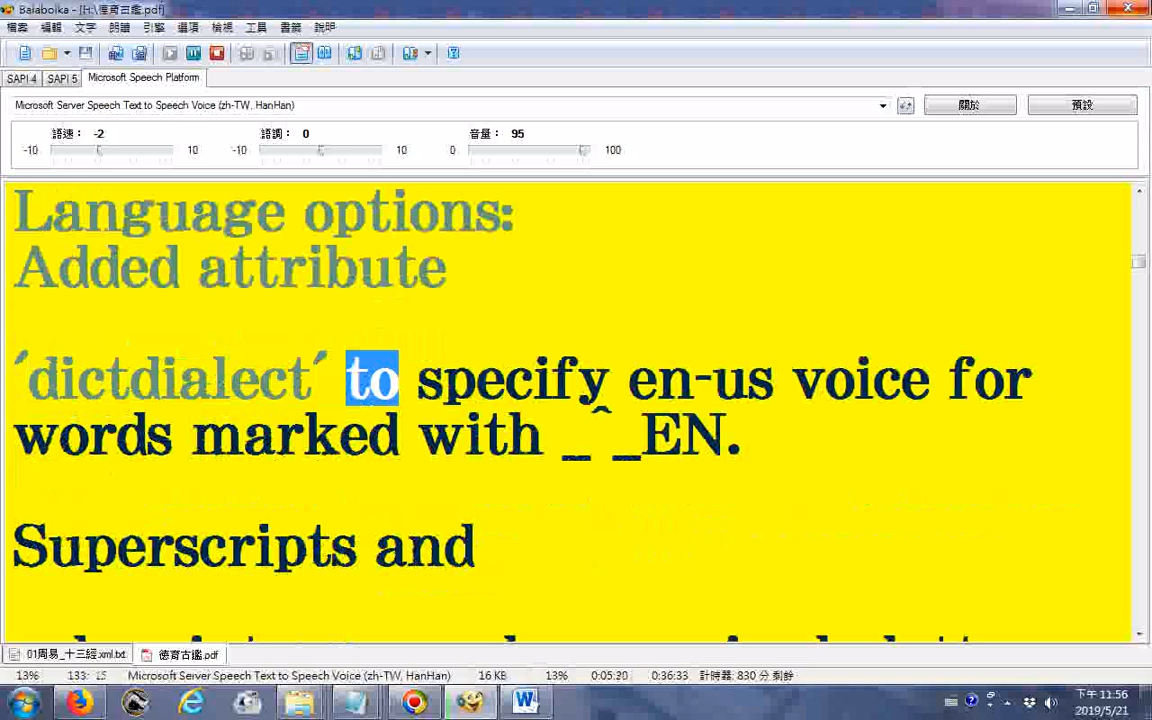 Balabolka - [H:\德育古鑑.pdf]
檔案 編輯 文字 朗讀 引擎 選項 檢視 工具 書籤 說明
SAPI 4 SAPI 5 Microsoft Speech Platform
Microsoft Server Speech Text to Speech Voice (zh-TW, HanHan) 關於 預設
語速： -2 語調： 0 音量： 95
-10 10 -10 10 0 100
Language options:
Added attribute
'dictdialect' to specify en-us voice for
words marked with _^_EN.
Superscripts and
01周易_十三經.xml.txt 德育古鑑.pdf
13% 133: 15 Microsoft Server Speech Text to Speech Voice (zh-TW, HanHan) 16 KB 13% 0:05:30 0:36:33 計時器: 830 分 剩餘
下午 11:56
2019/5/21